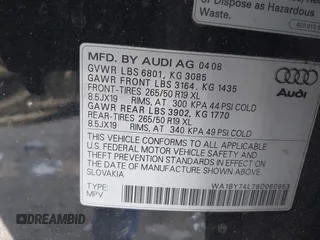 & Dispose as
Waste.
MFD. BY AUDI AG 04 08
GVWR LBS 6801, KG 3085
GAWR FRONT LBS 3164, KG 1435
FRONT-TIRES 265/50 R19 XL
8.5JX19 RIMS, AT 300 KPA 44 PSI COLD
GAWR REAR LBS 3902, KG 1770
REAR-TIRES 265/50 R19 XL
8.5JX19 RIMS, AT 340 KPA 49 PSI COLD
Audi
THIS VEHICLE CONFORMS TO ALL APPLICABLE
FEDERAL MOTOR VEHICLE SAFETY AND THEFT
PREVENTION STANDARDS IN EFFECT ON THE
DATE OF MANUFACTURE SHOWN ABOVE.
SLOVAKIA
TYPE: WA1BY74L78D060953
MPV
WREAMBID